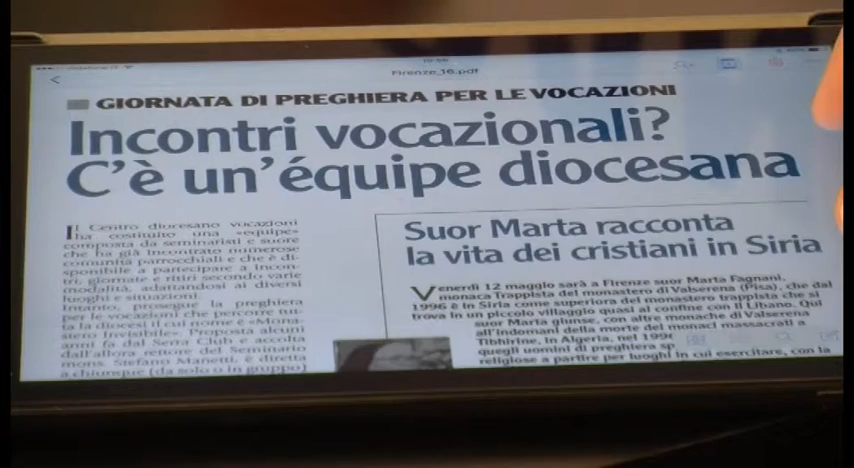 Firenze_16.pdf
GIORNATA DI PREGHIERA PER LE VOCAZIONI
Incontri vocazionali?
C'è un'équipe diocesana
Il Centro diocesano vocazioni
ha costituito una «equipe»
composta da seminaristi e suore
che ha già incontrato numerose
comunità parrocchiali e che è di-
sponibile a partecipare a incon-
tri, giornate e ritiri secondo varie
modalità, adattandosi ai diversi
luoghi e situazioni.
Intanto, prosegue la preghiera
per le vocazioni che percorre tut-
ta la diocesi il cui nome è «Mona-
stero Invisibile». Proposta alcuni
anni fa dal Serra Club e accolta
dall'allora rettore del Seminario
mons. Stefano Manetti, è diretta
a chiunque (da solo o in gruppo)
Suor Marta racconta
la vita dei cristiani in Siria
Venerdì 12 maggio sarà a Firenze suor Marta Fagnani,
monaca Trappista del monastero di Valserena (Pisa), che dal
1996 è in Siria come superiora del monastero trappista che si
trova in un piccolo villaggio quasi al confine con il Libano. Qui
suor Marta giunse, con altre monache di Valserena
all'indomani della morte dei monaci massacrati a
Tibhirine, in Algeria, nel
quegli uomini di preghiera
religiose a partire per luoghi in cui esercitare, con la